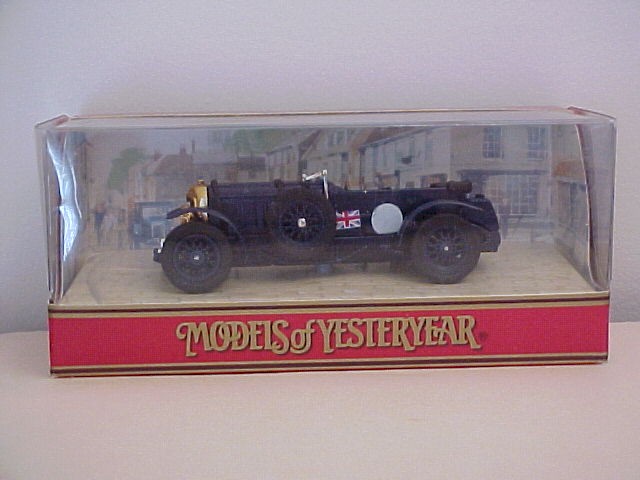 MODELS of YESTERYEAR